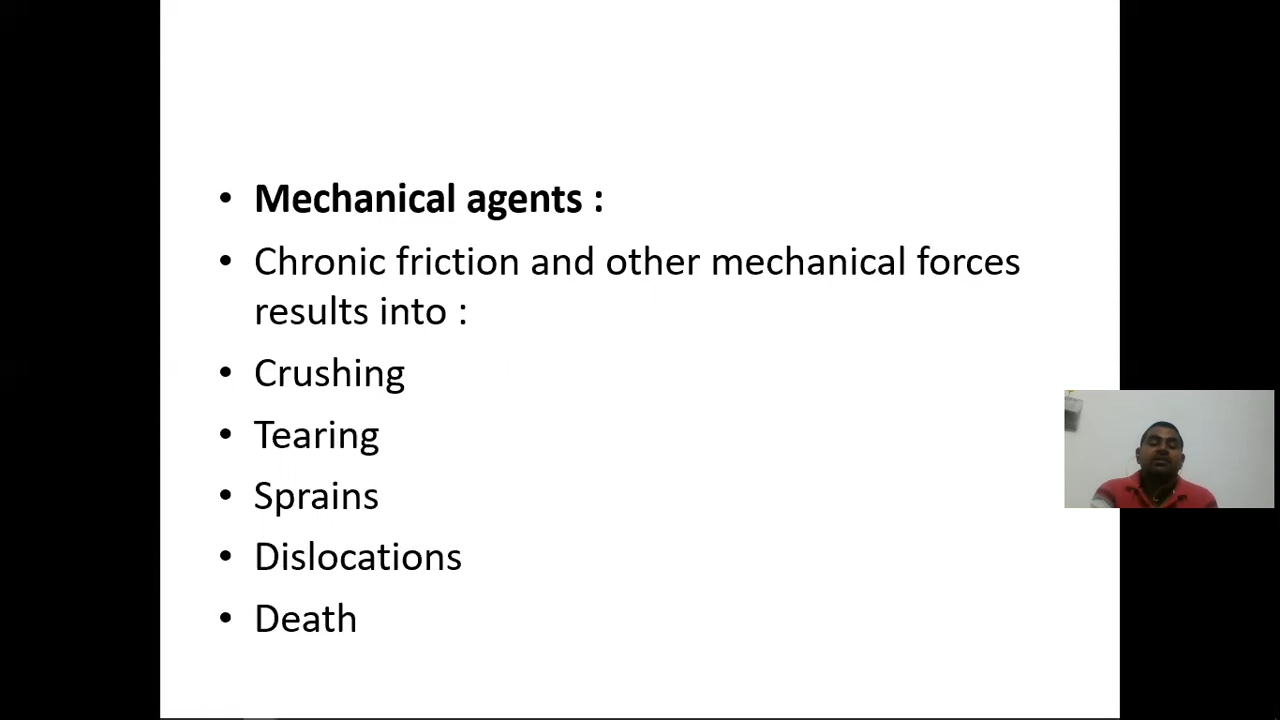 • Mechanical agents :
• Chronic friction and other mechanical forces
results into :
• Crushing
• Tearing
• Sprains
• Dislocations
• Death